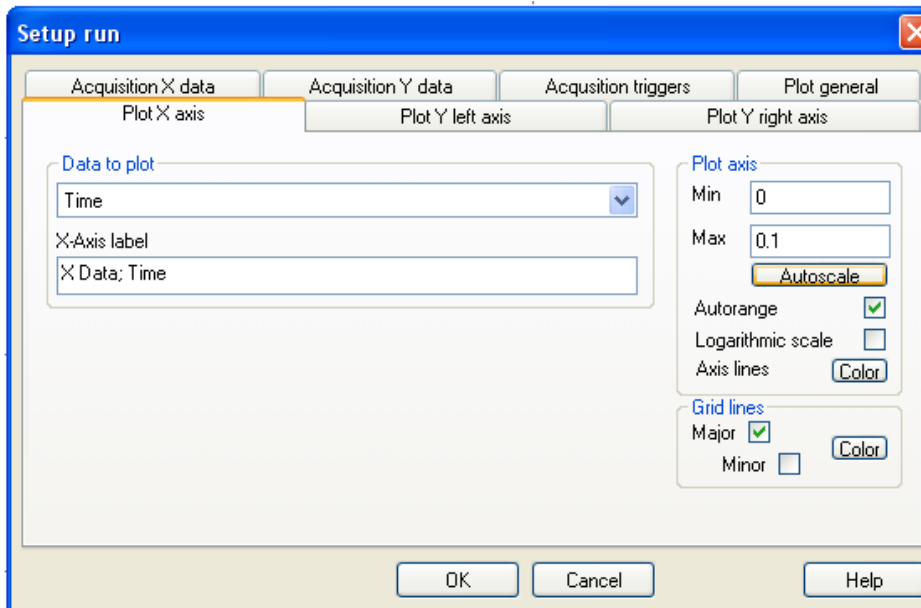 Setup run
Acquisition X data
Acquisition Y data
Acqusition triggers
Plot general
Plot X axis
Plot Y left axis
Plot Y right axis
Data to plot
Time
X-Axis label
X Data; Time
Plot axis
Min 0
Max 0.1
Autoscale
Autorange
Logarithmic scale
Axis lines Color
Grid lines
Major
Color
Minor
OK
Cancel
Help